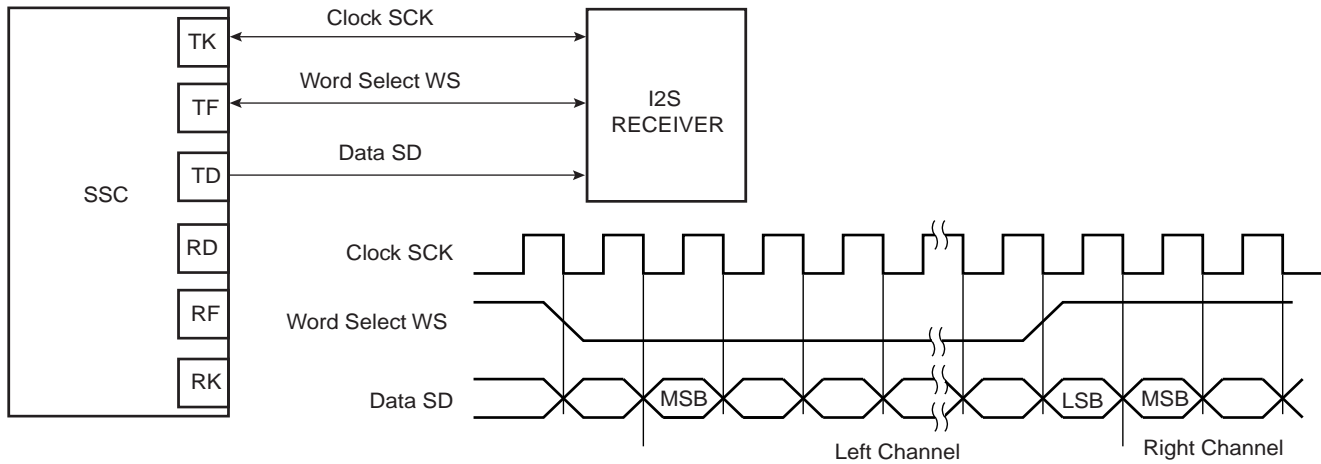 Clock SCK
TK
Word Select WS
TF
I2S
RECEIVER
Data SD
TD
SSC
RD
RF
RK
Clock SCK
Word Select WS
Data SD
MSB
LSB
MSB
Left Channel
Right Channel